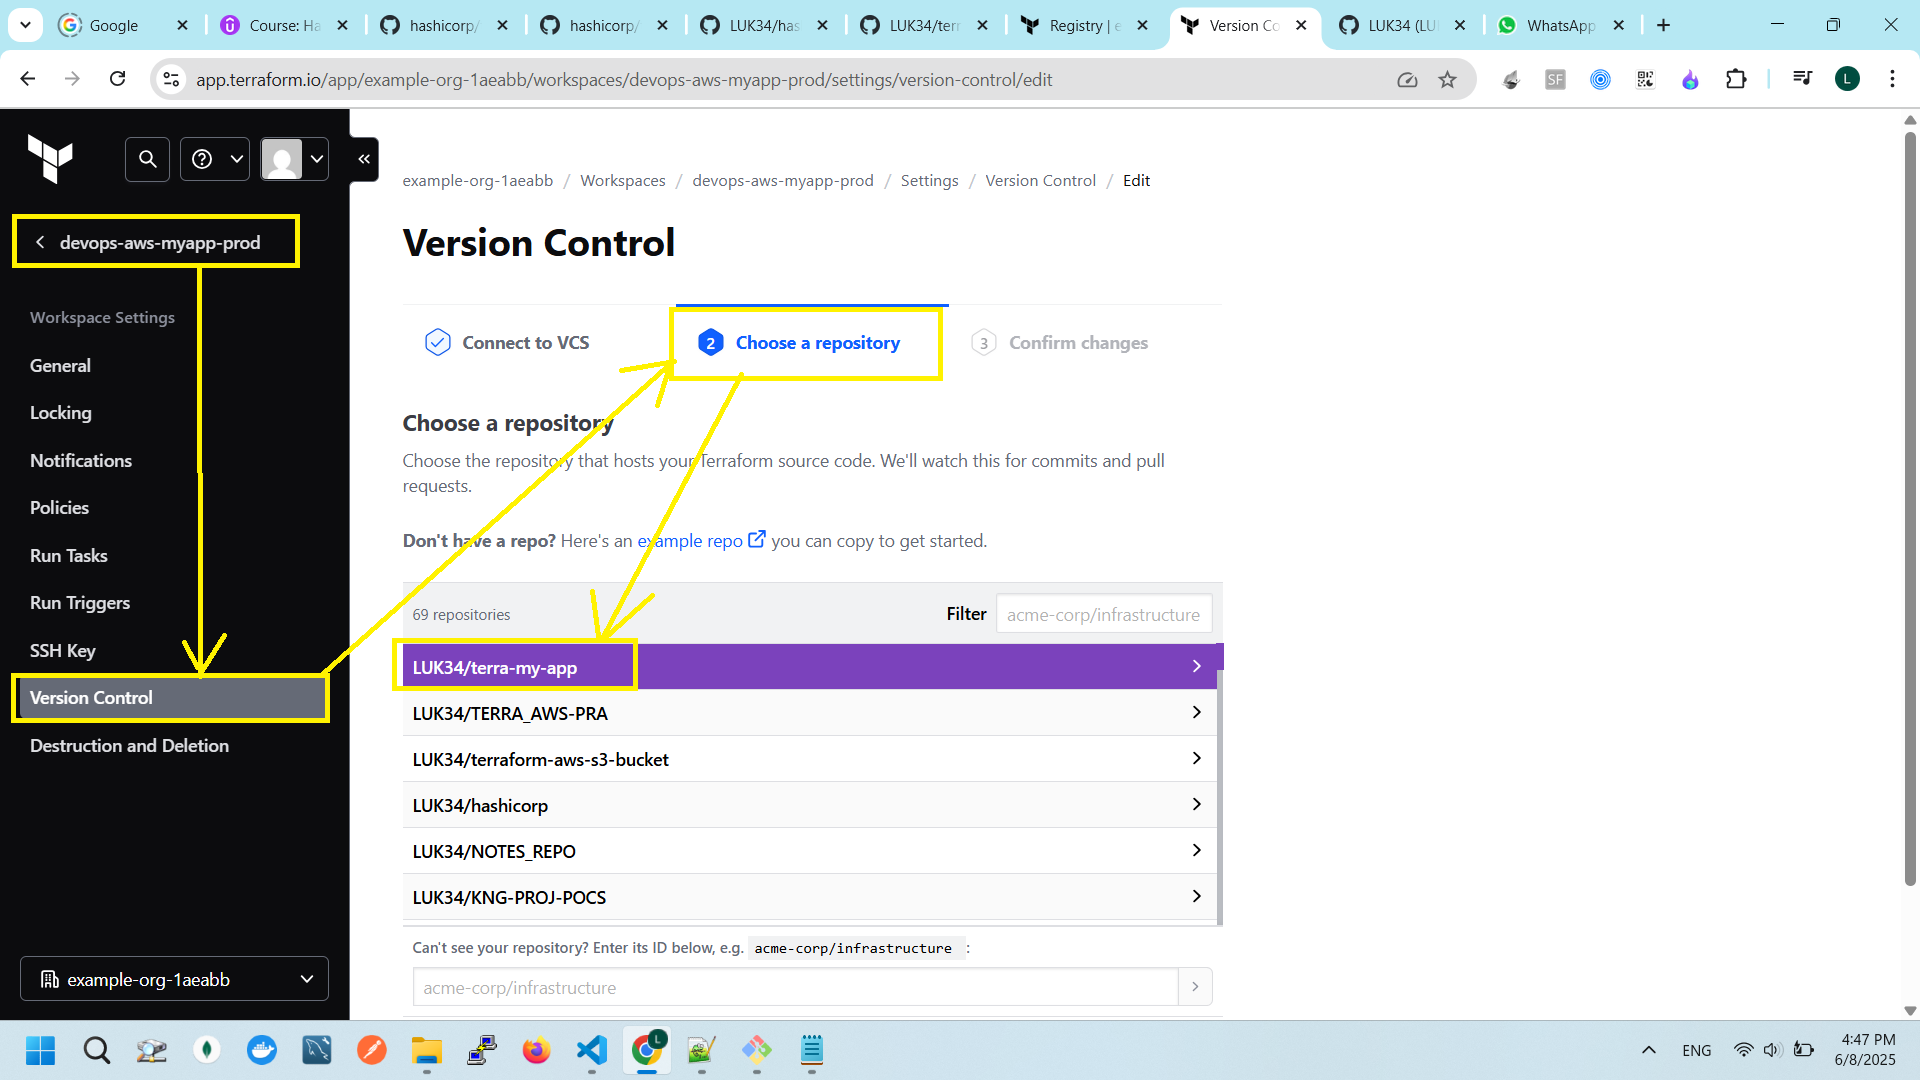 Google
Course: Ha
hashicorp/
hashicorp/
LUK34/has
LUK34/terr
Registry | e
Version Co
LUK34 (LU
WhatsApp
app.terraform.io/app/example-org-1aeabb/workspaces/devops-aws-myapp-prod/settings/version-control/edit
SF
L
example-org-1aeabb / Workspaces / devops-aws-myapp-prod / Settings / Version Control / Edit
devops-aws-myapp-prod
Workspace Settings
General
Locking
Notifications
Policies
Run Tasks
Run Triggers
SSH Key
Version Control
Destruction and Deletion
example-org-1aeabb
Version Control
Connect to VCS
2 Choose a repository
3 Confirm changes
Choose a repository
Choose the repository that hosts your Terraform source code. We'll watch this for commits and pull
requests.
Don't have a repo? Here's an example repo you can copy to get started.
69 repositories
Filter acme-corp/infrastructure
LUK34/terra-my-app
LUK34/TERRA_AWS-PRA
LUK34/terraform-aws-s3-bucket
LUK34/hashicorp
LUK34/NOTES_REPO
LUK34/KNG-PROJ-POCS
Can't see your repository? Enter its ID below, e.g. acme-corp/infrastructure :
acme-corp/infrastructure
L
ENG
4:47 PM
6/8/2025